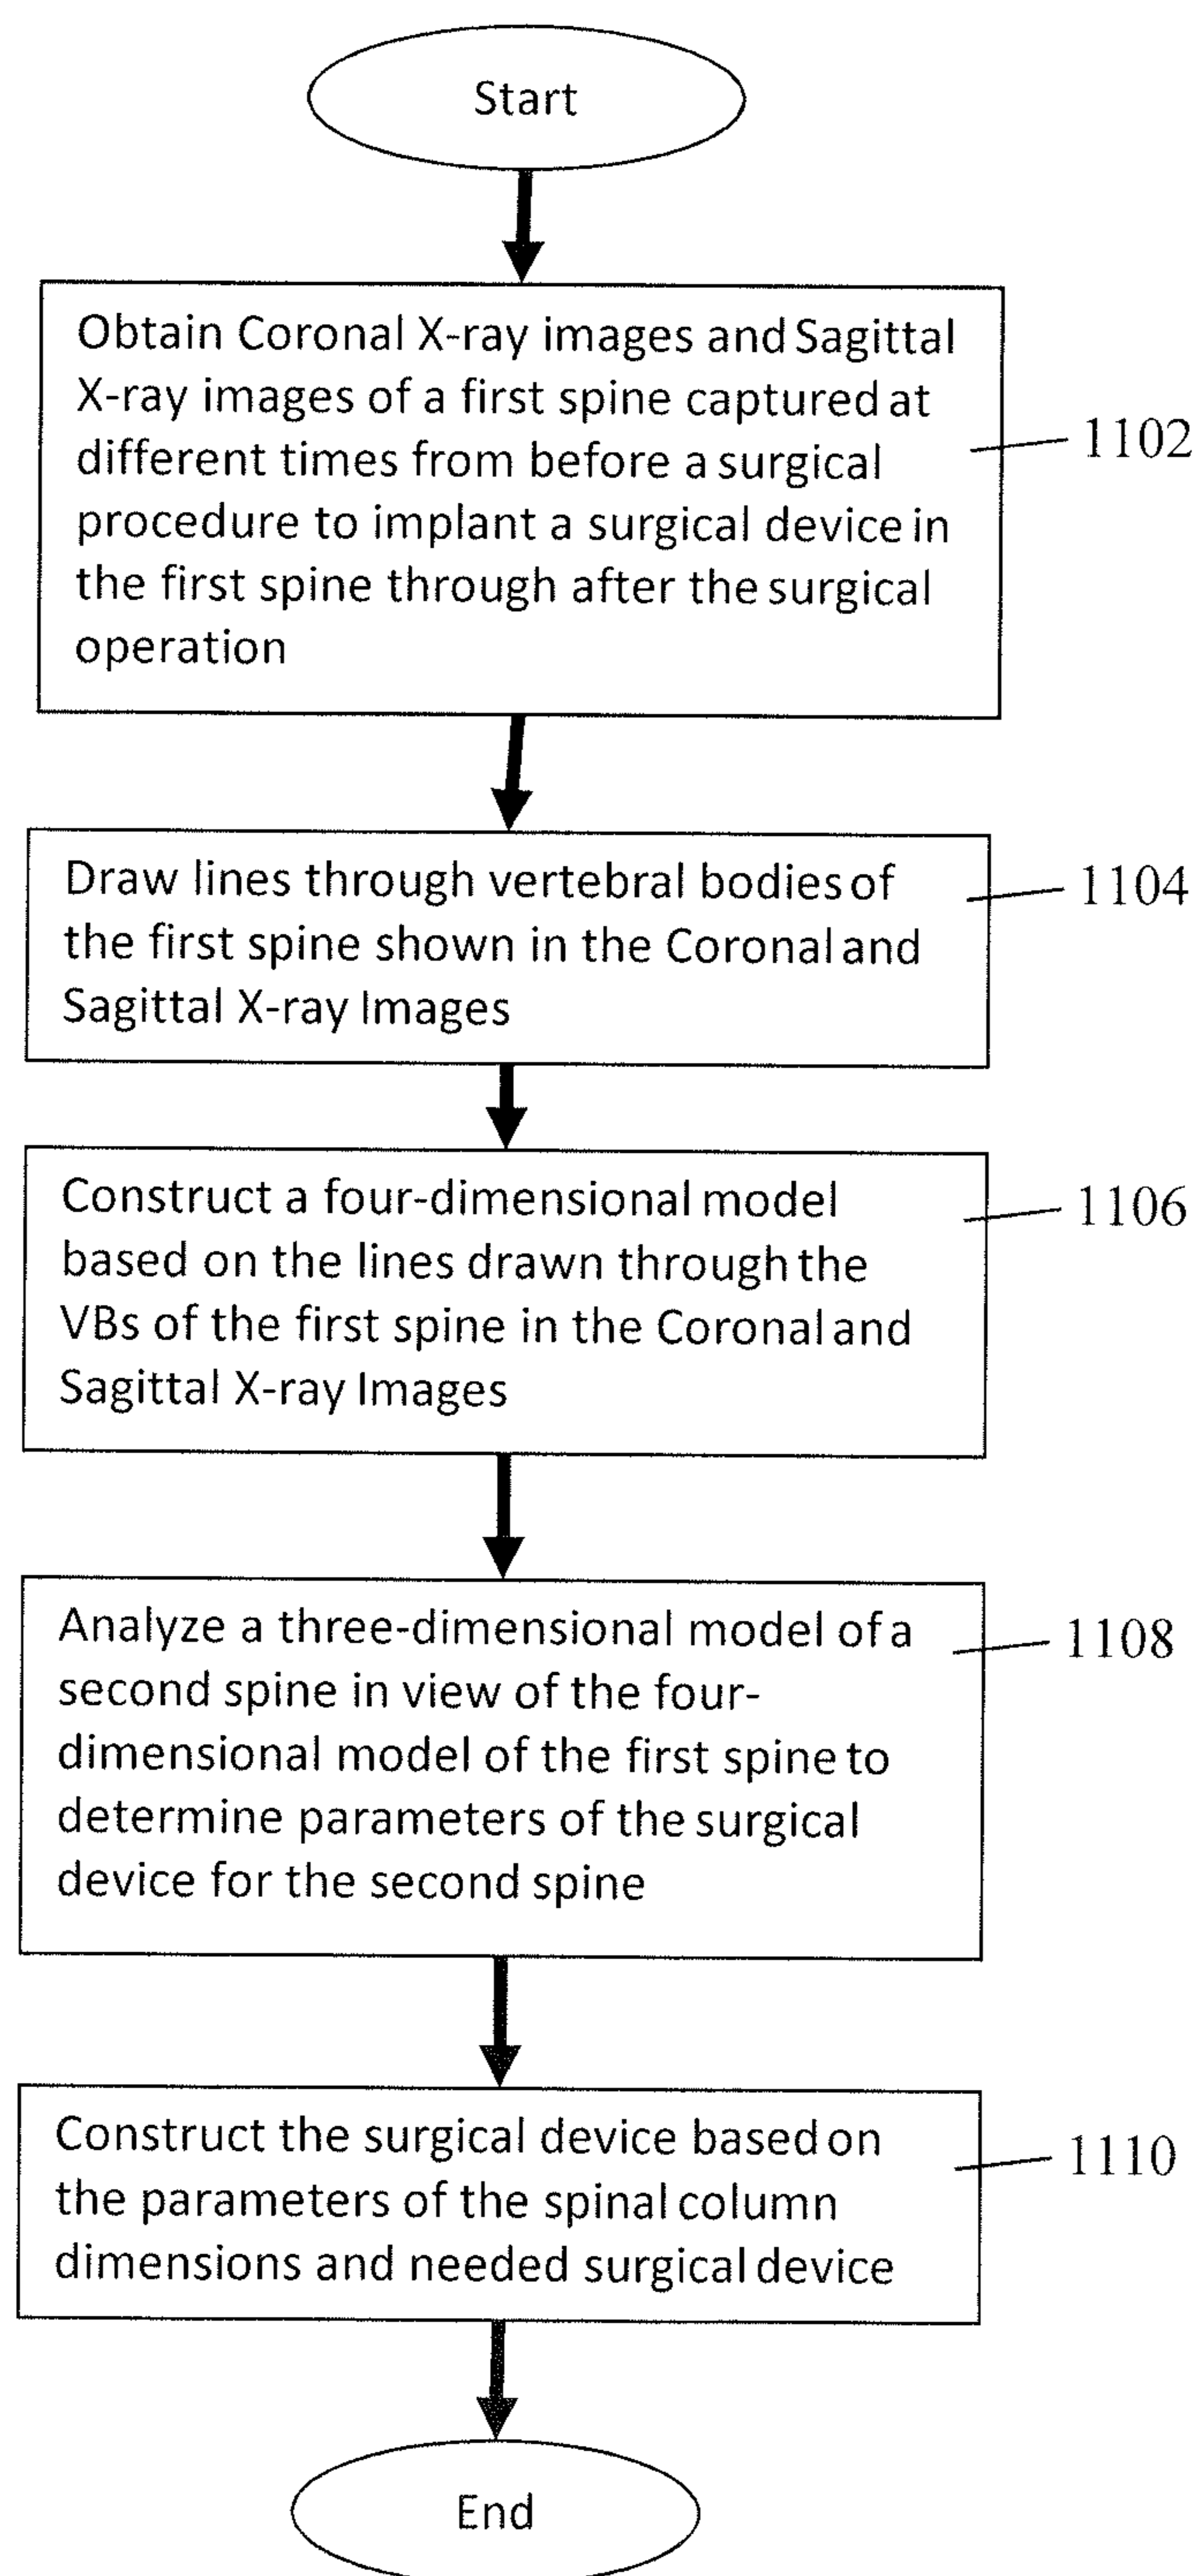 Start
Obtain Coronal X-ray images and Sagittal
X-ray images of a first spine captured at
different times from before a surgical
procedure to implant a surgical device in
the first spine through after the surgical
operation
1102
Draw lines through vertebral bodies of
the first spine shown in the Coronal and
Sagittal X-ray Images
1104
Construct a four-dimensional model
based on the lines drawn through the
VBs of the first spine in the Coronal and
Sagittal X-ray Images
1106
Analyze a three-dimensional model of a
second spine in view of the four-
dimensional model of the first spine to
determine parameters of the surgical
device for the second spine
1108
Construct the surgical device based on
the parameters of the spinal column
dimensions and needed surgical device
1110
End